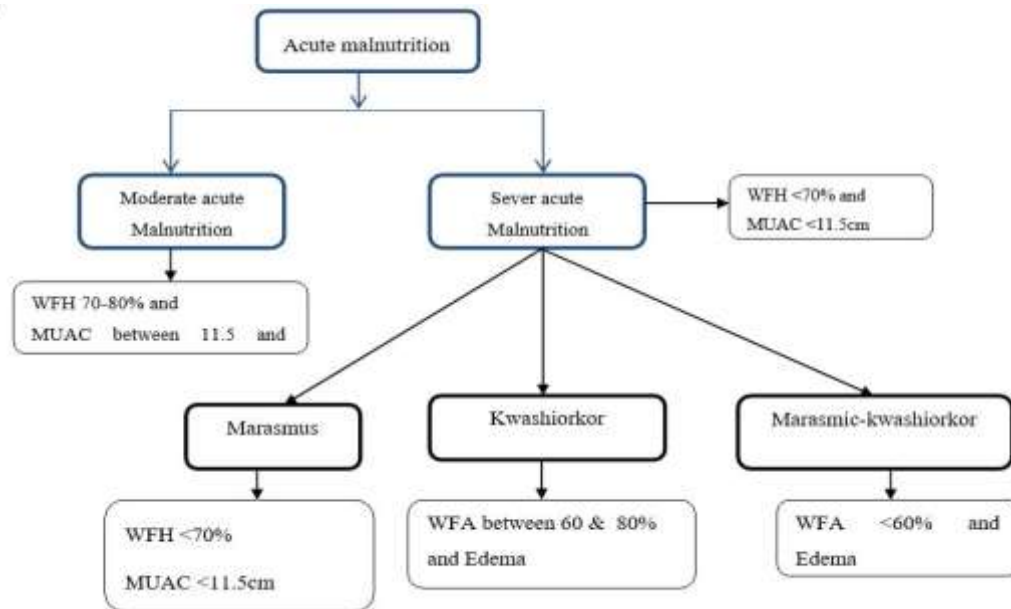 Acute malnutrition
Moderate acute
Malnutrition
Sever acute
Malnutrition
WFH <70% and
MUAC <11.5cm
WFH 70-80% and
MUAC between 11.5 and
Marasmus
Kwashiorkor
Marasmic-kwashiorkor
WFH <70%
MUAC <11.5cm
WFA between 60 & 80%
and Edema
WFA <60% and
Edema